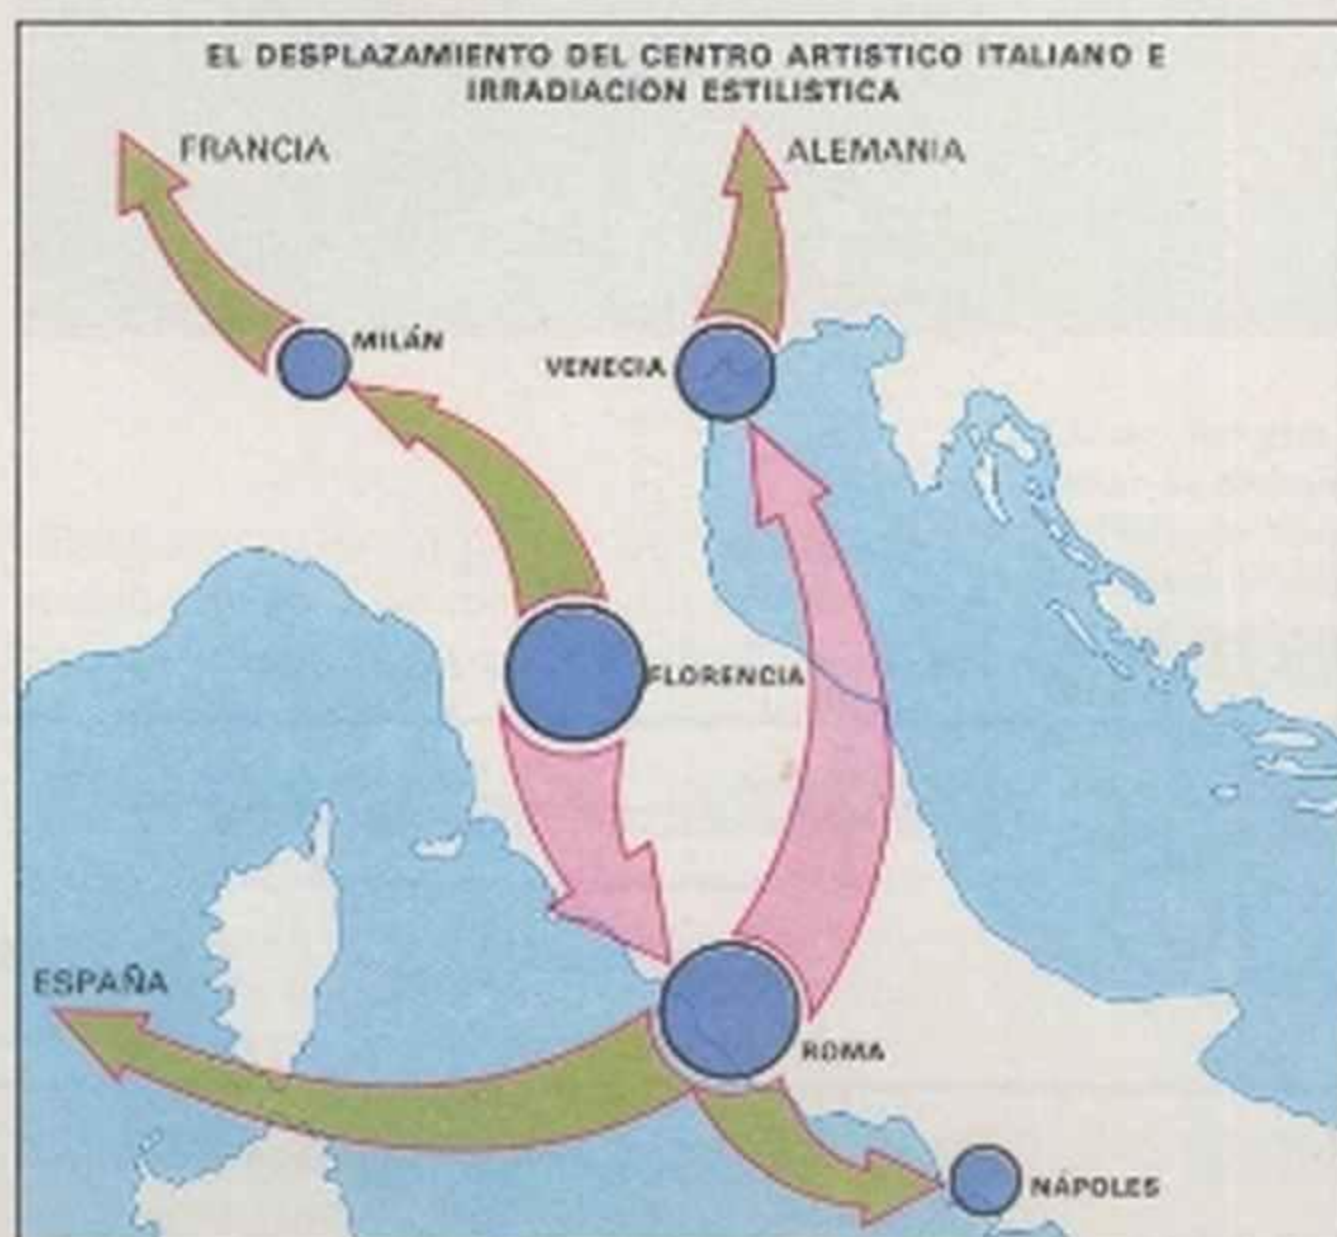 EL DESPLAZAMIENTO DEL CENTRO ARTISTICO ITALIANO E
IRRADIACION ESTILISTICA
FRANCIA
ALEMANIA
MILÁN
VENECIA
FLORENCIA
ESPAÑA
ROMA
NÁPOLES